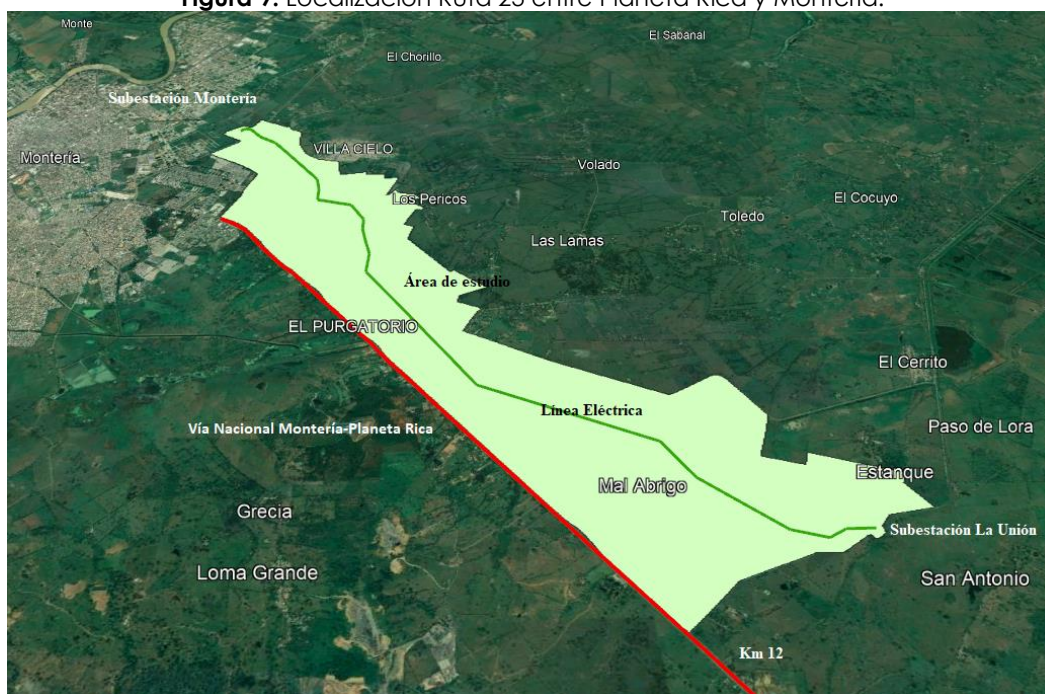 Figura 7. Localización Ruta 23 entre Planeta Rica y Montería.
Monte
El Sabanal
El Chorillo
Subestación Montería
Montería
VILLA CIELO
Volado
Los Pericos
El Cocuyo
Toledo
Las Lamas
Área de estudio
EL PURGATORIO
El Cerrito
Línea Eléctrica
Vía Nacional Montería-Planeta Rica
Paso de Lora
Estanque
Mal Abrigo
Grecia
Subestación La Unión
Loma Grande
San Antonio
Km 12